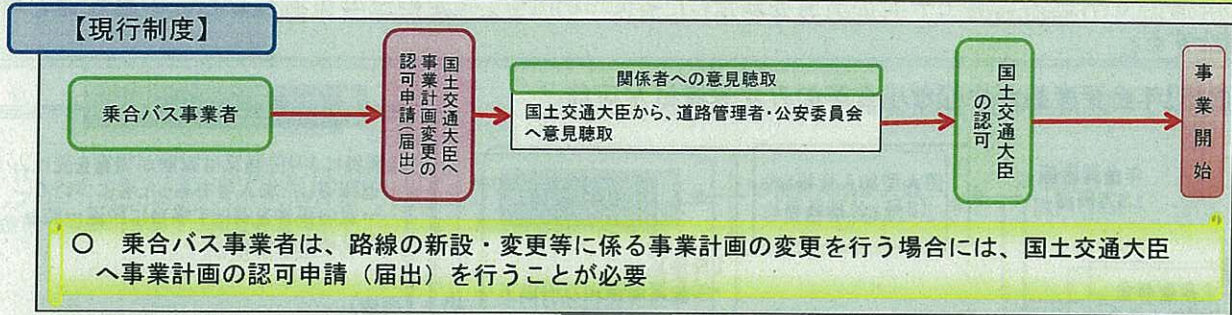 【現行制度】
乗合バス事業者
国土交通大臣へ
事業計画変更の
認可申請(届出)
関係者への意見聴取
国土交通大臣から、道路管理者・公安委員会
へ意見聴取
国土交通大臣
の認可
事業開始
○ 乗合バス事業者は、路線の新設・変更等に係る事業計画の変更を行う場合には、国土交通大臣
へ事業計画の認可申請（届出）を行うことが必要